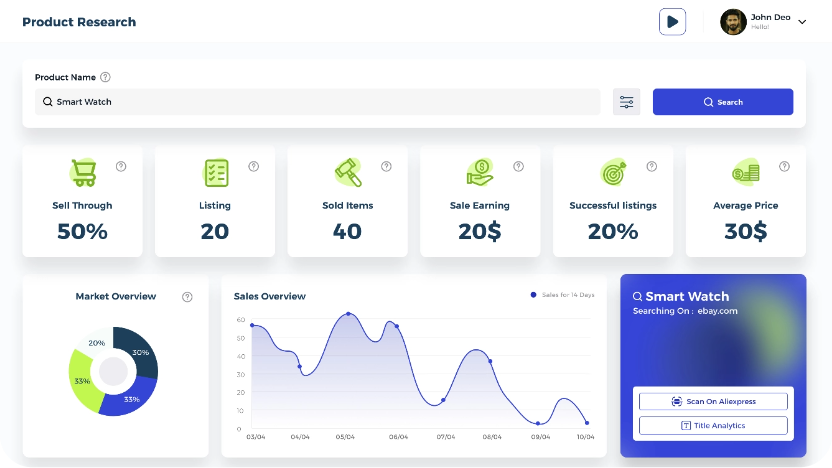 Product Research
John Deo
Hello!
Product Name ?
Smart Watch
Search
Sell Through
50%
Listing
20
Sold Items
40
Sale Earning
20$
Successful listings
20%
Average Price
30$
Market Overview ?
20%
30%
33%
33%
Sales Overview
Sales for 14 Days
60
50
40
30
20
10
0
03/04 04/04 05/04 06/04 07/04 08/04 09/04 10/04
Smart Watch
Searching On : ebay.com
Scan On Aliexpress
Title Analytics